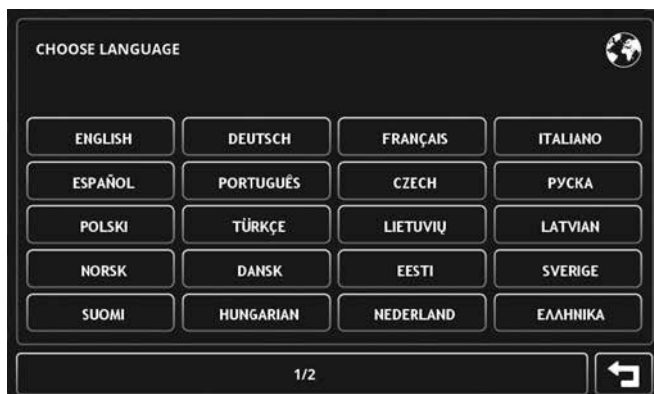 CHOOSE LANGUAGE
ENGLISH DEUTSCH FRANÇAIS ITALIANO
ESPAÑOL PORTUGUÊS CZECH РУСКА
POLSKI TÜRKÇE LIETUVIŲ LATVIAN
NORSK DANSK EESTI SVERIGE
SUOMI HUNGARIAN NEDERLAND ΕΛΛΗΝΙΚΑ
1/2